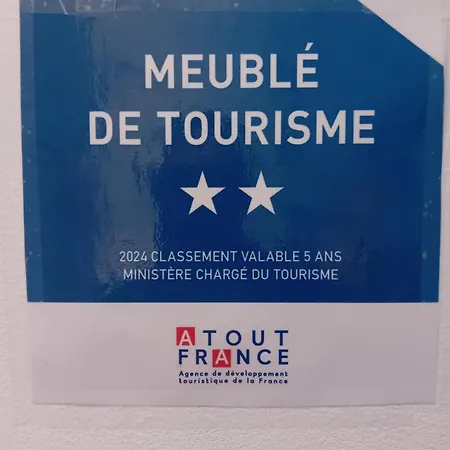 MEUBLÉ
DE TOURISME
2024 CLASSEMENT VALABLE 5 ANS
MINISTÈRE CHARGÉ DU TOURISME
ATOUT
FRANCE
Agence de développement
touristique de la France